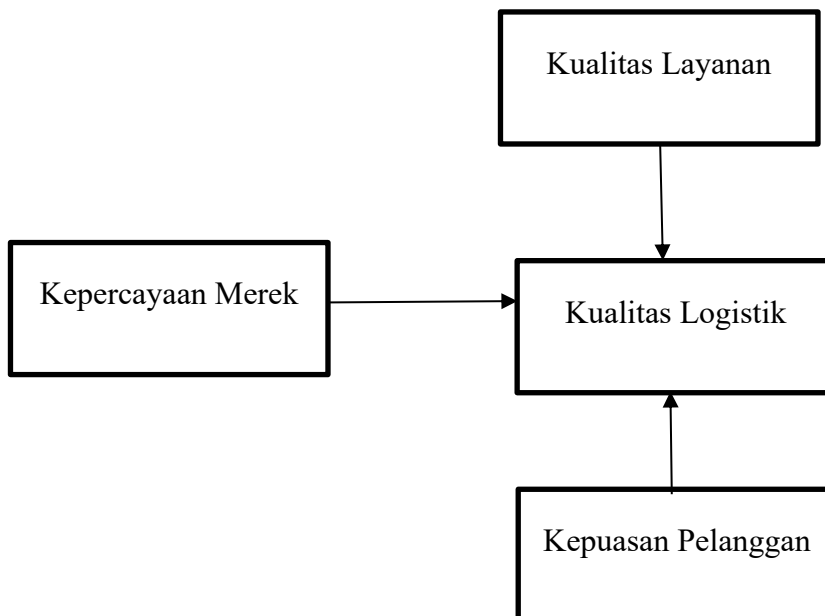 Kualitas Layanan
Kepercayaan Merek
Kualitas Logistik
Kepuasan Pelanggan